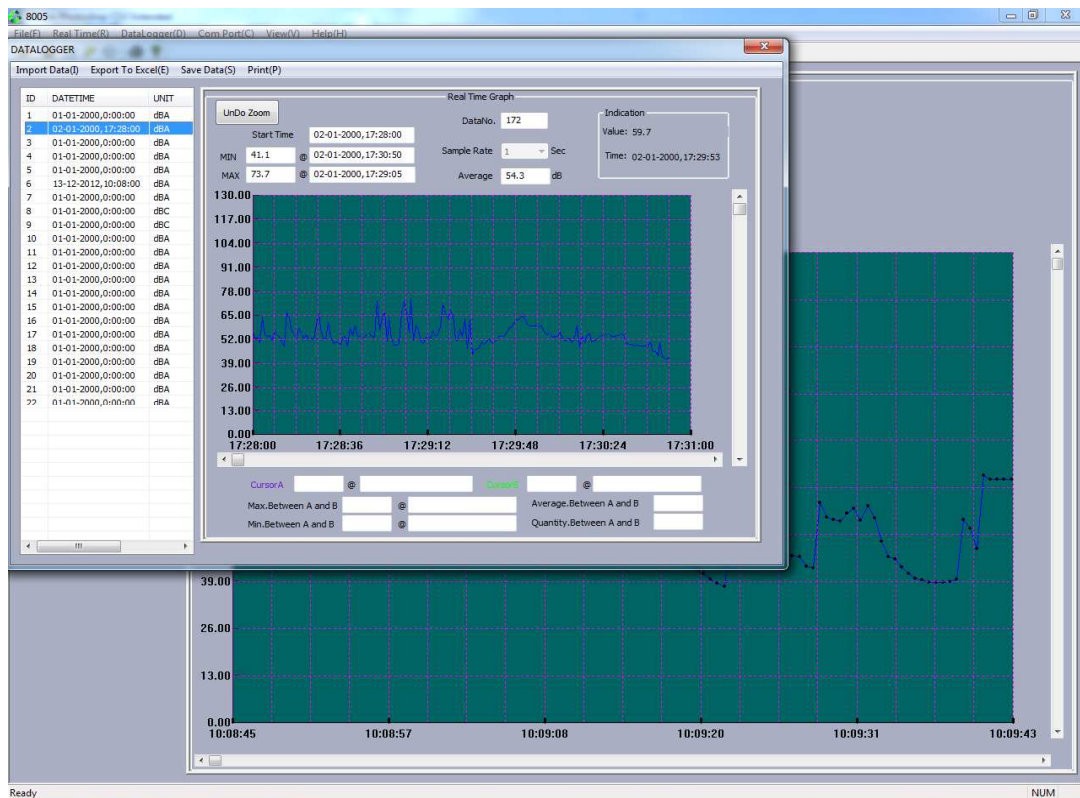 8005
File(F) Real Time(R) DataLogger(D) Com Port(C) View(V) Help(H)
DATALOGGER
Import Data(I) Export To Excel(E) Save Data(S) Print(P)
ID DATETIME UNIT
1 01-01-2000,0:00:00 dBA
2 02-01-2000,17:28:00 dBA
3 01-01-2000,0:00:00 dBA
4 01-01-2000,0:00:00 dBA
5 01-01-2000,0:00:00 dBA
6 13-12-2012,10:08:00 dBA
7 01-01-2000,0:00:00 dBA
8 01-01-2000,0:00:00 dBC
9 01-01-2000,0:00:00 dBC
10 01-01-2000,0:00:00 dBA
11 01-01-2000,0:00:00 dBA
12 01-01-2000,0:00:00 dBA
13 01-01-2000,0:00:00 dBA
14 01-01-2000,0:00:00 dBA
15 01-01-2000,0:00:00 dBA
16 01-01-2000,0:00:00 dBA
17 01-01-2000,0:00:00 dBA
18 01-01-2000,0:00:00 dBA
19 01-01-2000,0:00:00 dBA
20 01-01-2000,0:00:00 dBA
21 01-01-2000,0:00:00 dBA
22 01-01-2000,0:00:00 dBA
Real Time Graph
UnDo Zoom
DataNo. 172
Start Time 02-01-2000,17:28:00
MIN 41.1 @ 02-01-2000,17:30:50
Sample Rate 1 Sec
MAX 73.7 @ 02-01-2000,17:29:05
Average 54.3 dB
Indication
Value: 59.7
Time: 02-01-2000,17:29:53
130.00
117.00
104.00
91.00
78.00
65.00
52.00
39.00
26.00
13.00
0.00
17:28:00 17:28:36 17:29:12 17:29:48 17:30:24 17:31:00
CursorA @ CursorB @
Max.Between A and B @ Average.Between A and B
Min.Between A and B @ Quantity.Between A and B
39.00
26.00
13.00
0.00
10:08:45 10:08:57 10:09:08 10:09:20 10:09:31 10:09:43
Ready NUM